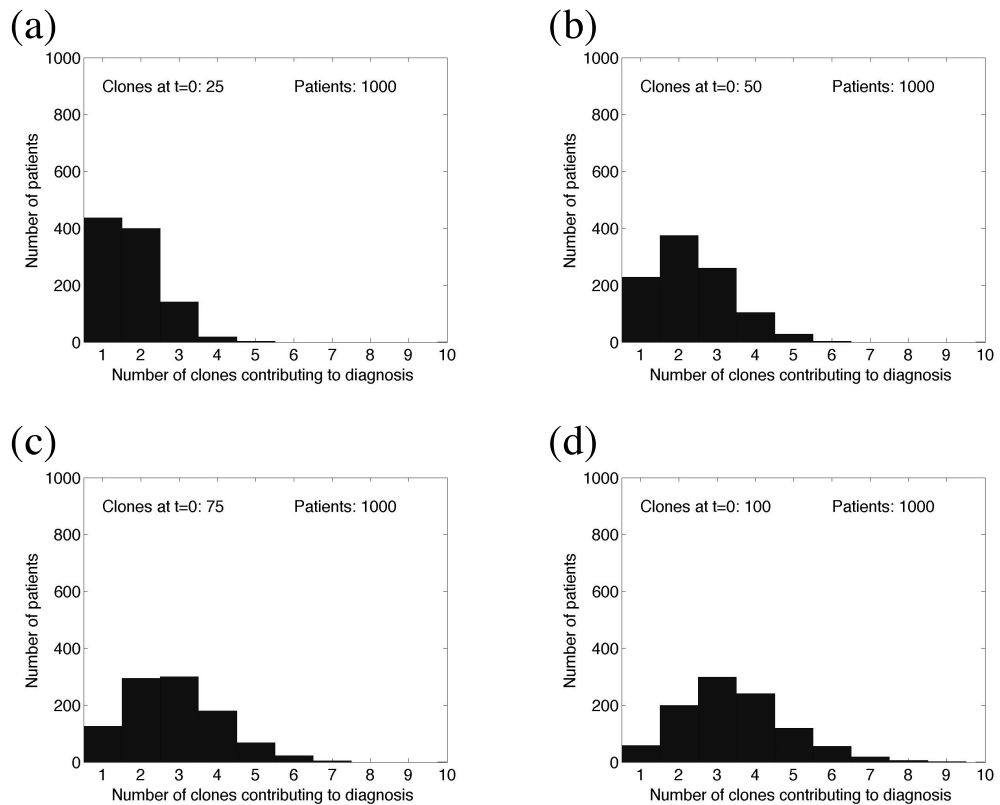 (a)
1000
800
600
400
200
0
Number of patients
Clones at t=0: 25 Patients: 1000
1 2 3 4 5 6 7 8 9 10
Number of clones contributing to diagnosis
(b)
1000
800
600
400
200
0
Number of patients
Clones at t=0: 50 Patients: 1000
1 2 3 4 5 6 7 8 9 10
Number of clones contributing to diagnosis
(c)
1000
800
600
400
200
0
Number of patients
Clones at t=0: 75 Patients: 1000
1 2 3 4 5 6 7 8 9 10
Number of clones contributing to diagnosis
(d)
1000
800
600
400
200
0
Number of patients
Clones at t=0: 100 Patients: 1000
1 2 3 4 5 6 7 8 9 10
Number of clones contributing to diagnosis